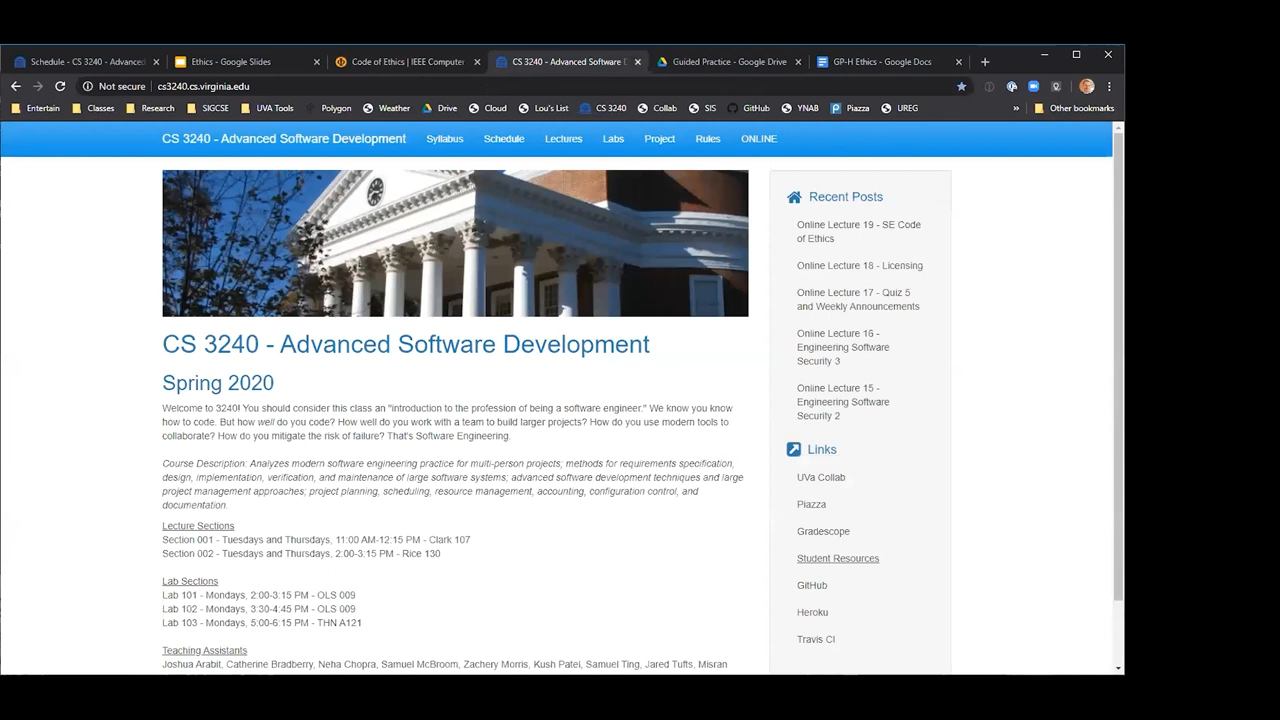 Schedule - CS 3240 - Advanced
Ethics - Google Slides
Code of Ethics | IEEE Computer
CS 3240 - Advanced Software D
Guided Practice - Google Drive
GP-H Ethics - Google Docs
Not secure
cs3240.cs.virginia.edu
Entertain
Classes
Research
SIGCSE
UVA Tools
Polygon
Weather
Drive
Cloud
Lou's List
CS 3240
Collab
SIS
GitHub
YNAB
Piazza
UREG
»
Other bookmarks
CS 3240 - Advanced Software Development
Syllabus
Schedule
Lectures
Labs
Project
Rules
ONLINE
CS 3240 - Advanced Software Development
Spring 2020
Welcome to 3240! You should consider this class an "introduction to the profession of being a software engineer." We know you know
how to code. But how well do you code? How well do you work with a team to build larger projects? How do you use modern tools to
collaborate? How do you mitigate the risk of failure? That's Software Engineering.
Course Description: Analyzes modern software engineering practice for multi-person projects; methods for requirements specification,
design, implementation, verification, and maintenance of large software systems; advanced software development techniques and large
project management approaches; project planning, scheduling, resource management, accounting, configuration control, and
documentation.
Lecture Sections
Section 001 - Tuesdays and Thursdays, 11:00 AM-12:15 PM - Clark 107
Section 002 - Tuesdays and Thursdays, 2:00-3:15 PM - Rice 130
Lab Sections
Lab 101 - Mondays, 2:00-3:15 PM - OLS 009
Lab 102 - Mondays, 3:30-4:45 PM - OLS 009
Lab 103 - Mondays, 5:00-6:15 PM - THN A121
Teaching Assistants
Joshua Arabit, Catherine Bradberry, Neha Chopra, Samuel McBroom, Zachery Morris, Kush Patel, Samuel Ting, Jared Tufts, Misran
Recent Posts
Online Lecture 19 - SE Code
of Ethics
Online Lecture 18 - Licensing
Online Lecture 17 - Quiz 5
and Weekly Announcements
Online Lecture 16 -
Engineering Software
Security 3
Online Lecture 15 -
Engineering Software
Security 2
Links
UVa Collab
Piazza
Gradescope
Student Resources
GitHub
Heroku
Travis CI